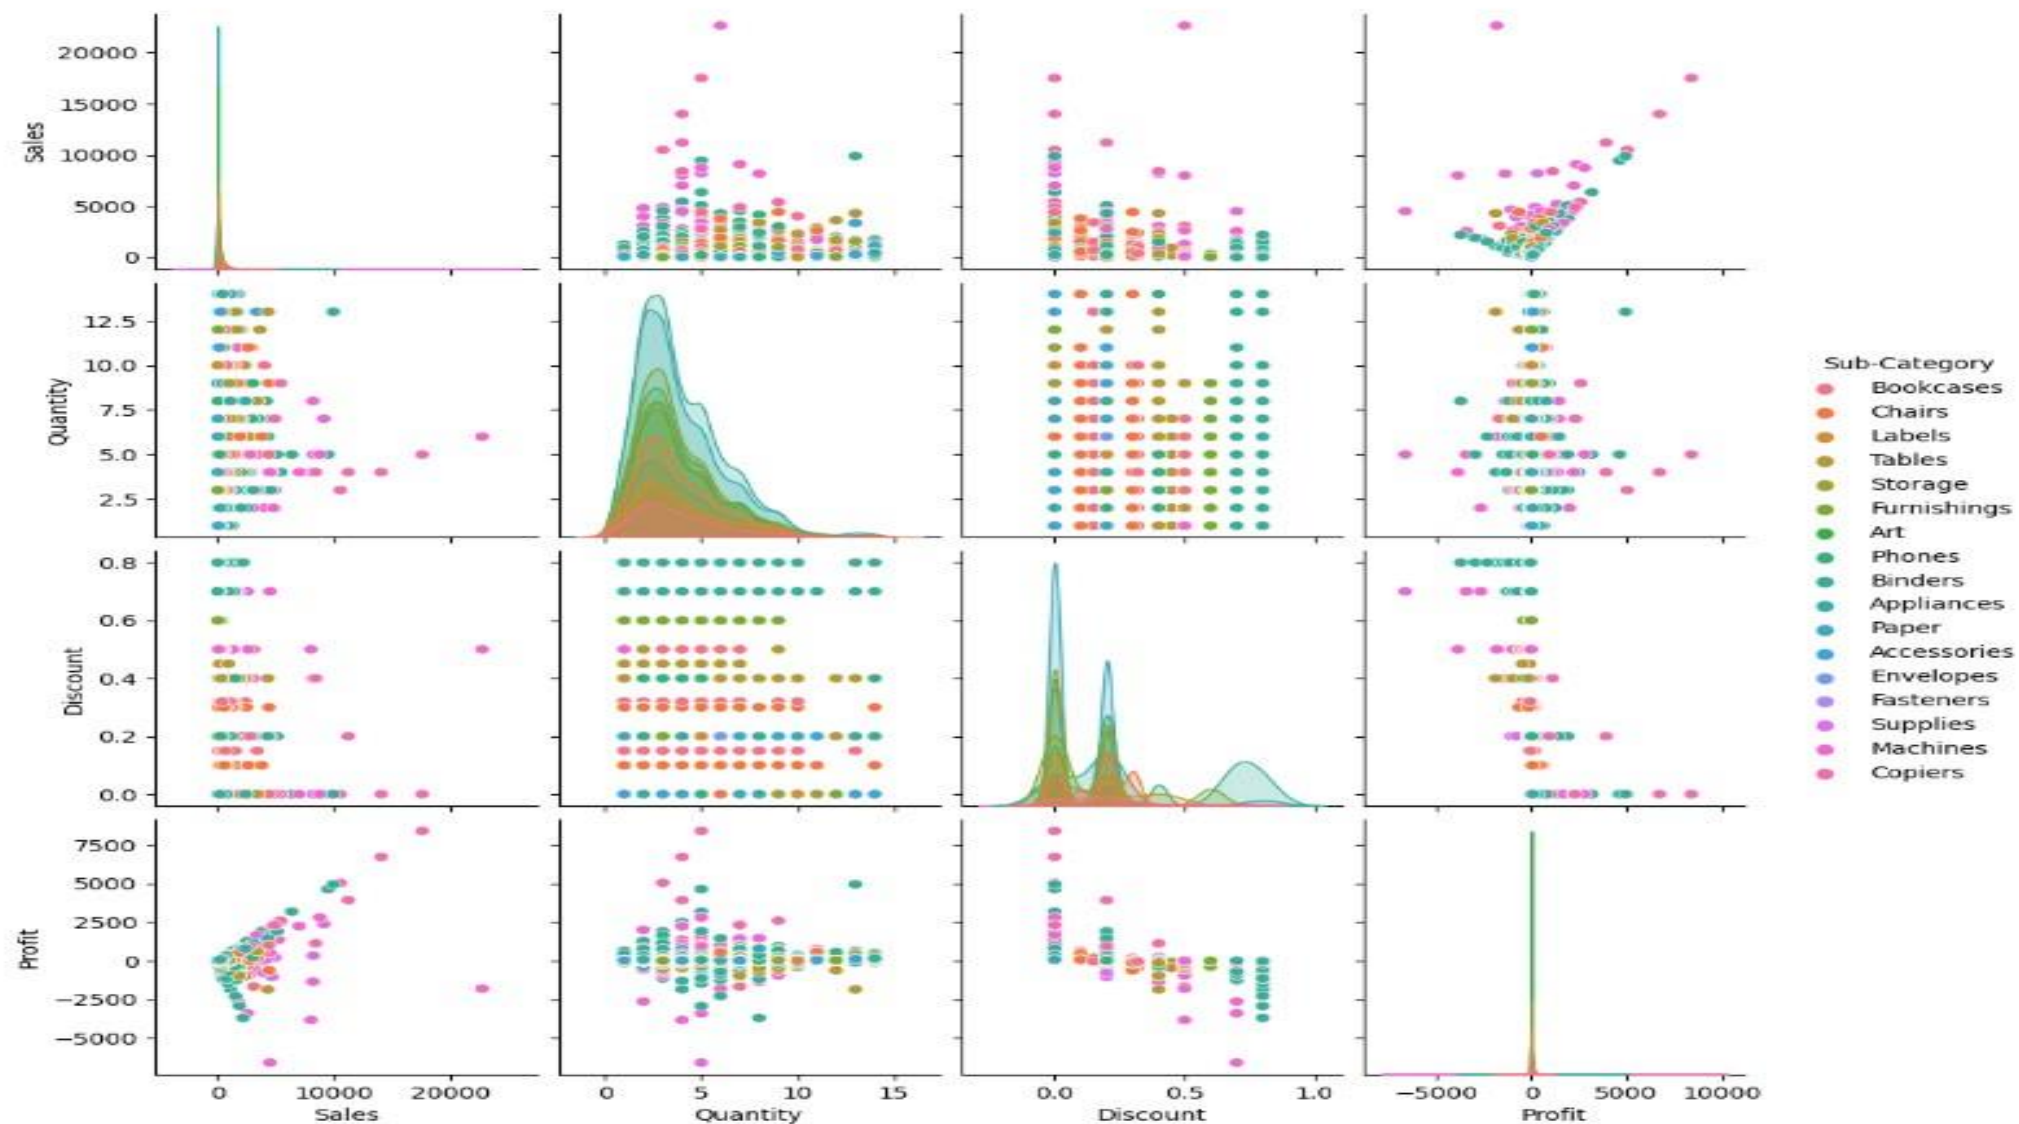 Sales
20000
15000
10000
5000
0
Quantity
12.5
10.0
7.5
5.0
2.5
Discount
0.8
0.6
0.4
0.2
0.0
Profit
7500
5000
2500
0
−2500
−5000
0 10000 20000
Sales
0 5 10 15
Quantity
0.0 0.5 1.0
Discount
−5000 0 5000 10000
Profit
Sub-Category
Bookcases
Chairs
Labels
Tables
Storage
Furnishings
Art
Phones
Binders
Appliances
Paper
Accessories
Envelopes
Fasteners
Supplies
Machines
Copiers